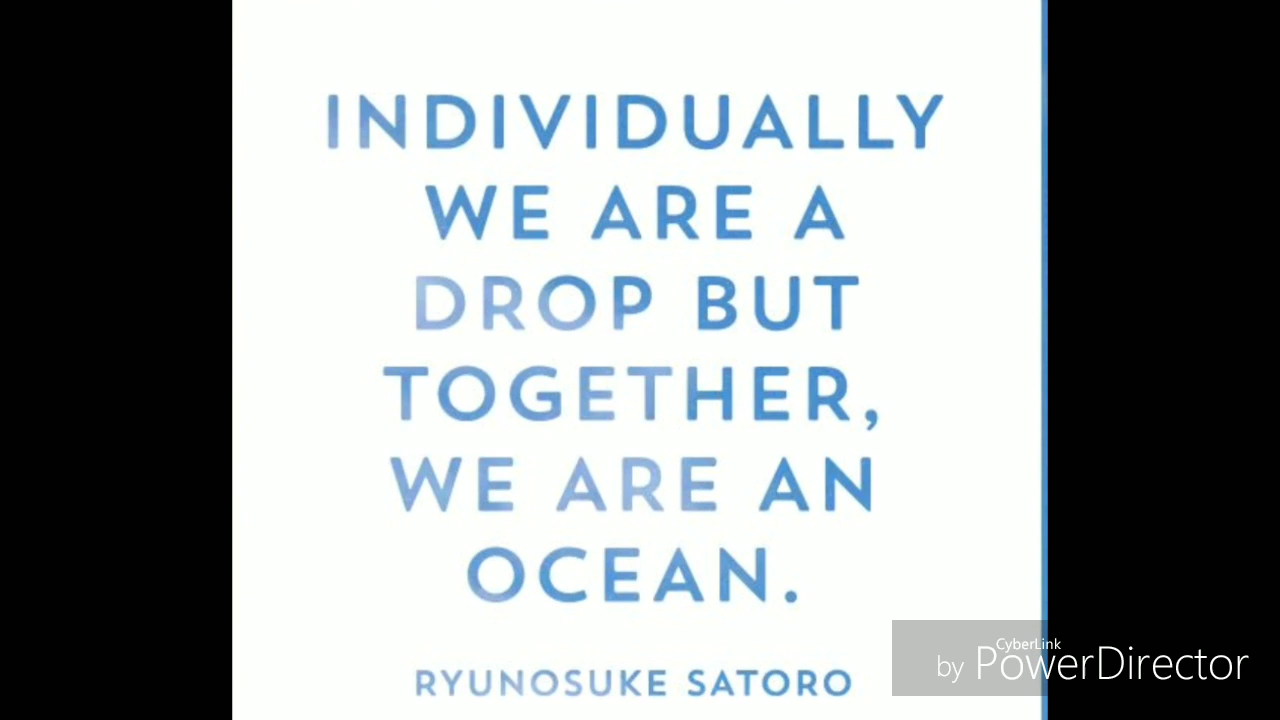 INDIVIDUALLY
WE ARE A
DROP BUT
TOGETHER,
WE ARE AN
OCEAN.
RYUNOSUKE SATORO
CyberLink
by PowerDirector